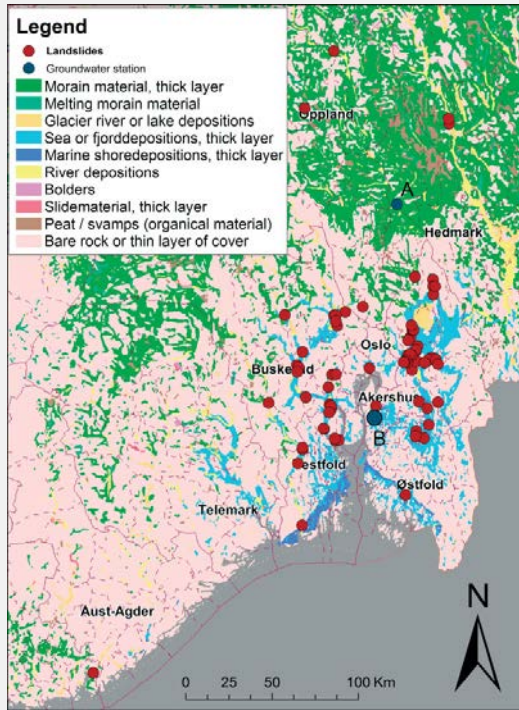 Legend
Landslides
Groundwater station
Morain material, thick layer
Melting morain material
Glacier river or lake depositions
Sea or fjorddepositions, thick layer
Marine shoredepositions, thick layer
River depositions
Bolders
Slidematerial, thick layer
Peat / svamps (organical material)
Bare rock or thin layer of cover
Oppland
A
Hedmark
Oslo
Buskerud
Akershus
B
Vestfold
Østfold
Telemark
Aust-Agder
N
0 25 50 100 Km